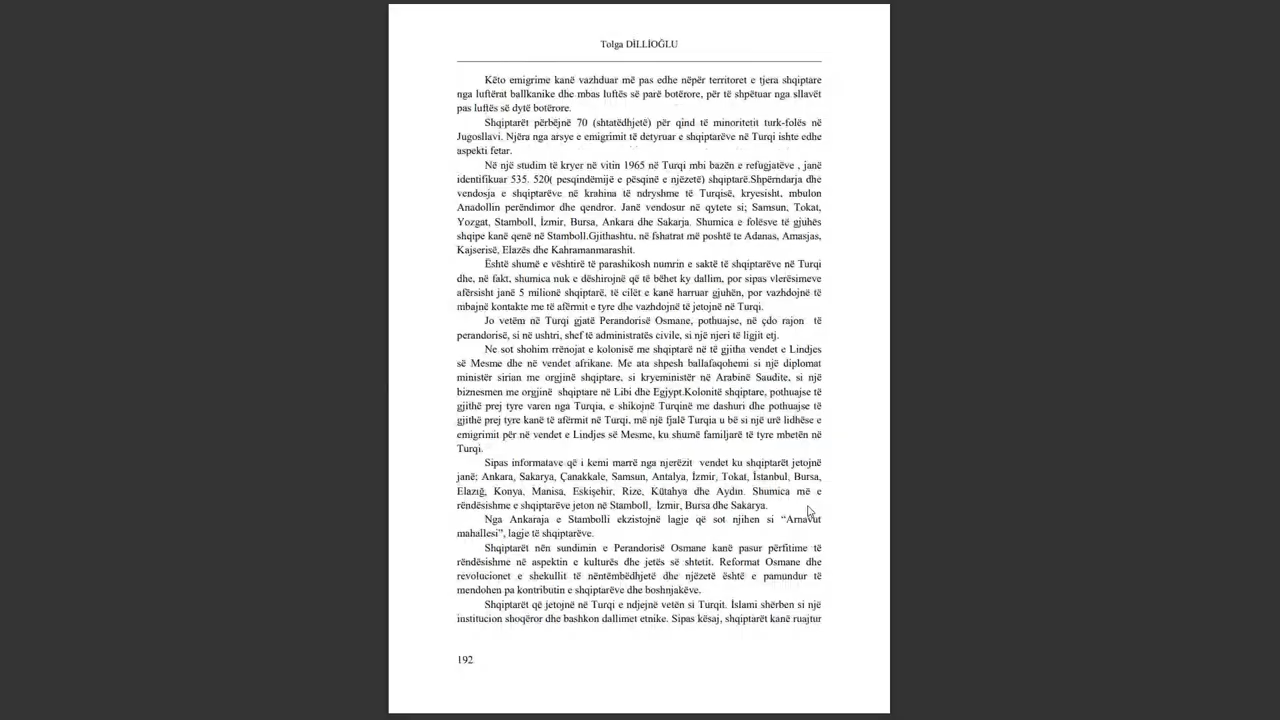 Tolga DİLLİOĞLU
Këto emigrime kanë vazhduar më pas edhe nëpër territoret e tjera shqiptare
nga luftërat ballkanike dhe mbas luftës së parë botërore, për të shpëtuar nga sllavët
pas luftës së dytë botërore.
Shqiptarët përbëjnë 70 (shtatëdhjetë) për qind të minoritetit turk-folës në
Jugosllavi. Njëra nga arsye e emigrimit të detyruar e shqiptarëve në Turqi ishte edhe
aspekti fetar.
Në një studim të kryer në vitin 1965 në Turqi mbi bazën e refugjatëve , janë
identifikuar 535. 520( pesqindëmijë e pësqinë e njëzetë) shqiptarë.Shpërndarja dhe
vendosja e shqiptarëve në krahina të ndryshme të Turqisë, kryesisht, mbulon
Anadollin perëndimor dhe qendror. Janë vendosur në qytete si; Samsun, Tokat,
Yozgat, Stamboll, İzmir, Bursa, Ankara dhe Sakarja. Shumica e folësve të gjuhës
shqipe kanë qenë në Stamboll.Gjithashtu, në fshatrat më poshtë te Adanas, Amasjas,
Kajserisë, Elazës dhe Kahramanmarashit.
Është shumë e vështirë të parashikosh numrin e saktë të shqiptarëve në Turqi
dhe, në fakt, shumica nuk e dëshirojnë që të bëhet ky dallim, por sipas vlerësimeve
afërsisht janë 5 milionë shqiptarë, të cilët e kanë harruar gjuhën, por vazhdojnë të
mbajnë kontakte me të afërmit e tyre dhe vazhdojnë të jetojnë në Turqi.
Jo vetëm në Turqi gjatë Perandorisë Osmane, pothuajse, në çdo rajon të
perandorisë, si në ushtri, shef të administratës civile, si një njeri të ligjit etj.
Ne sot shohim rrënojat e kolonisë me shqiptarë në të gjitha vendet e Lindjes
së Mesme dhe në vendet afrikane. Me ata shpesh ballafaqohemi si një diplomat
ministër sirian me orgjinë shqiptare, si kryeministër në Arabinë Saudite, si një
biznesmen me orgjinë shqiptare në Libi dhe Egjypt.Kolonitë shqiptare, pothuajse të
gjithë prej tyre varen nga Turqia, e shikojnë Turqinë me dashuri dhe pothuajse të
gjithë prej tyre kanë të afërmit në Turqi, më një fjalë Turqia u bë si një urë lidhëse e
emigrimit për në vendet e Lindjes së Mesme, ku shumë familjarë të tyre mbetën në
Turqi.
Sipas informatave që i kemi marrë nga njerëzit vendet ku shqiptarët jetojnë
janë; Ankara, Sakarya, Çanakkale, Samsun, Antalya, İzmir, Tokat, İstanbul, Bursa,
Elazığ, Konya, Manisa, Eskişehir, Rize, Kütahya dhe Aydın. Shumica më e
rëndësishme e shqiptarëve jeton në Stamboll, İzmir, Bursa dhe Sakarya.
Nga Ankaraja e Stambolli ekzistojnë lagje që sot njihen si “Arnavut
mahallesi”, lagje të shqiptarëve.
Shqiptarët nën sundimin e Perandorisë Osmane kanë pasur përfitime të
rëndësishme në aspektin e kulturës dhe jetës së shtetit. Reformat Osmane dhe
revolucionet e shekullit të nëntëmbëdhjetë dhe njëzetë është e pamundur të
mendohen pa kontributin e shqiptarëve dhe boshnjakëve.
Shqiptarët që jetojnë në Turqi e ndjejnë vetën si Turqit. İslami shërben si një
institucion shoqëror dhe bashkon dallimet etnike. Sipas kësaj, shqiptarët kanë ruajtur
192